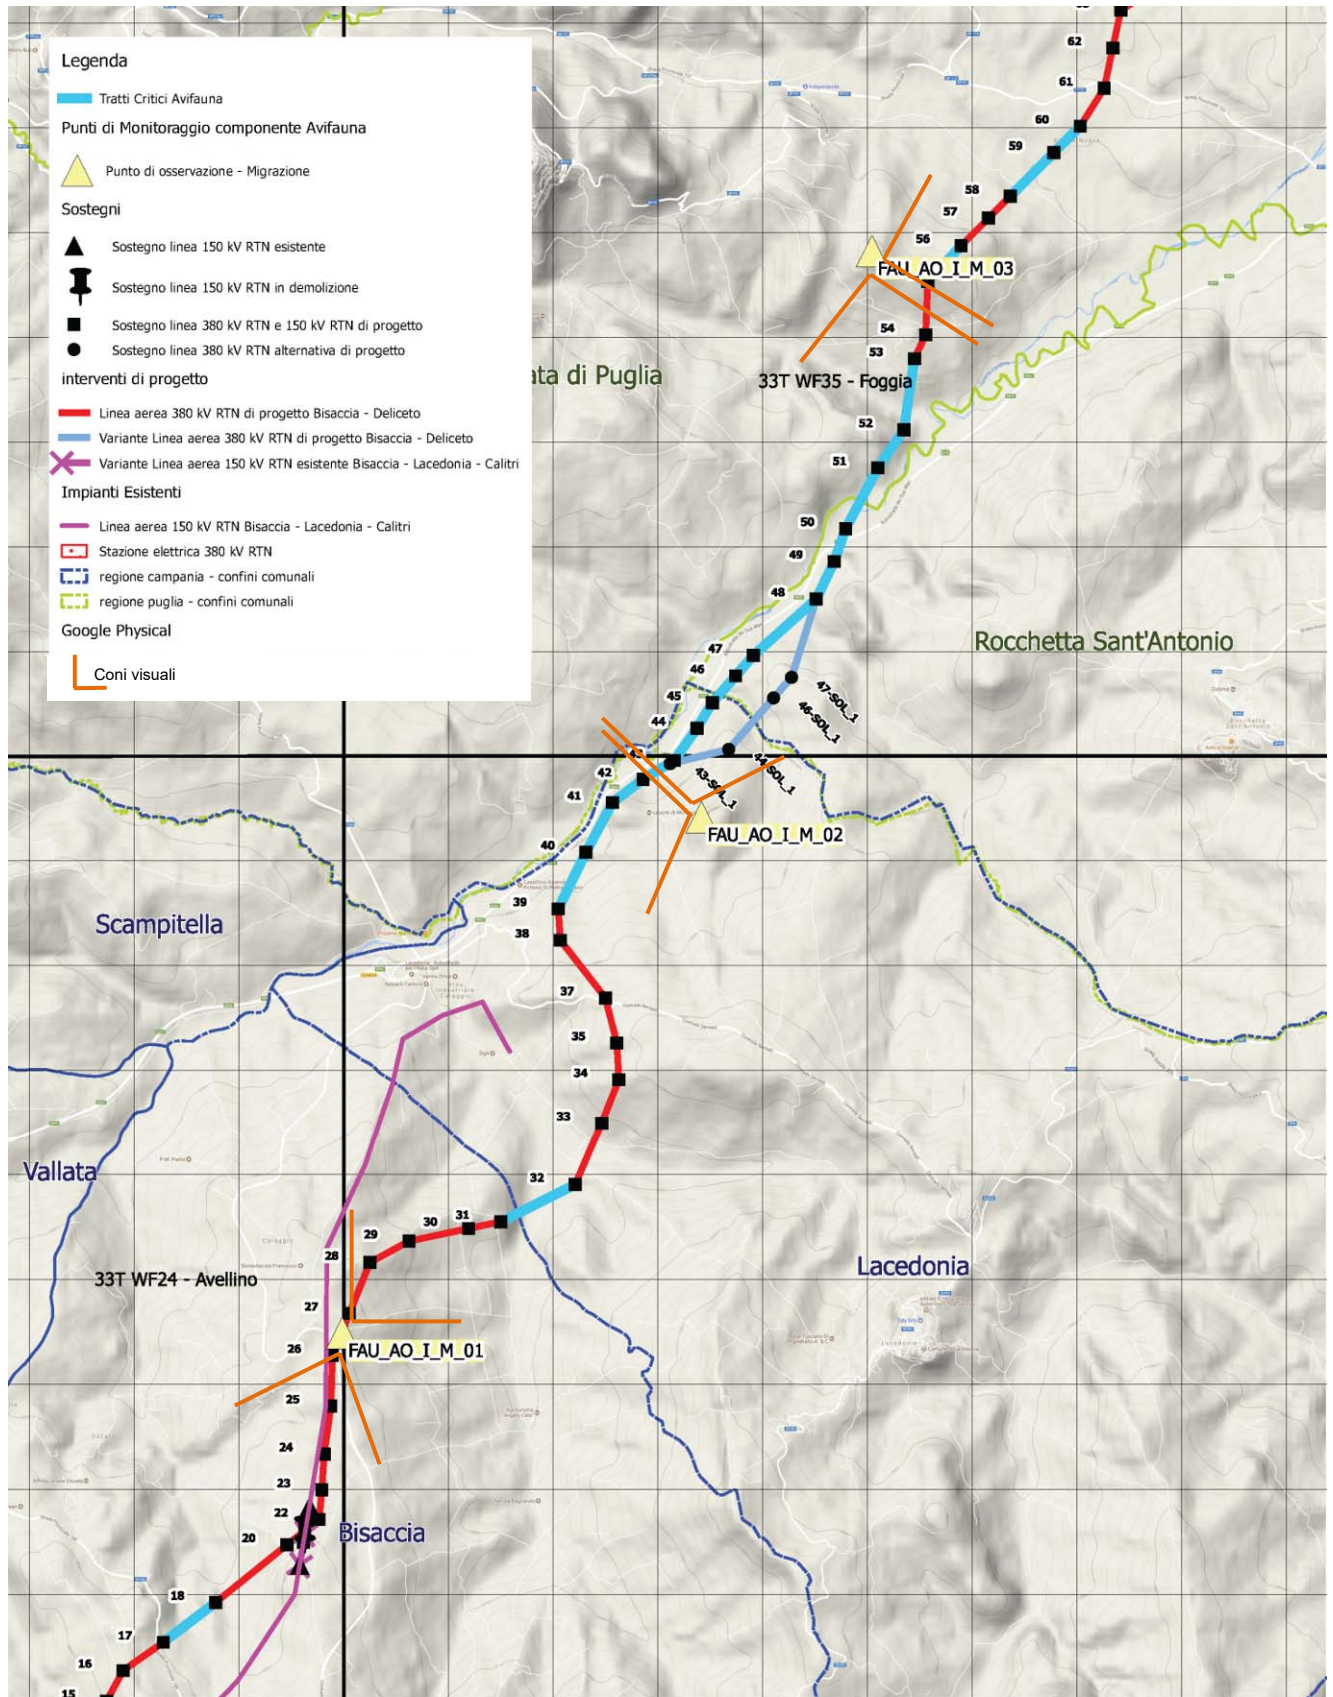 Legenda
Tratti Critici Avifauna
Punti di Monitoraggio componente Avifauna
Punto di osservazione - Migrazione
Sostegni
Sostegno linea 150 kV RTN esistente
Sostegno linea 150 kV RTN in demolizione
Sostegno linea 380 kV RTN e 150 kV RTN di progetto
Sostegno linea 380 kV RTN alternativa di progetto
interventi di progetto
Linea aerea 380 kV RTN di progetto Bisaccia - Deliceto
Variante Linea aerea 380 kV RTN di progetto Bisaccia - Deliceto
Variante Linea aerea 150 kV RTN esistente Bisaccia - Lacedonia - Calitri
Impianti Esistenti
Linea aerea 150 kV RTN Bisaccia - Lacedonia - Calitri
Stazione elettrica 380 kV RTN
regione campania - confini comunali
regione puglia - confini comunali
Google Physical
Coni visuali
62
61
60
59
58
57
56
FAU_AO_I_M_03
54
53
33T WF35 - Foggia
ata di Puglia
52
51
50
49
48
Rocchetta Sant'Antonio
47
46
45
44
47-SOL_1
46-SOL_1
44-SOL_1
43-SOL_1
42
41
FAU_AO_I_M_02
40
39
38
Scampitella
37
35
34
33
32
Vallata
31
30
29
28
33T WF24 - Avellino
Lacedonia
27
26
FAU_AO_I_M_01
25
24
23
22
20
Bisaccia
18
17
16
15